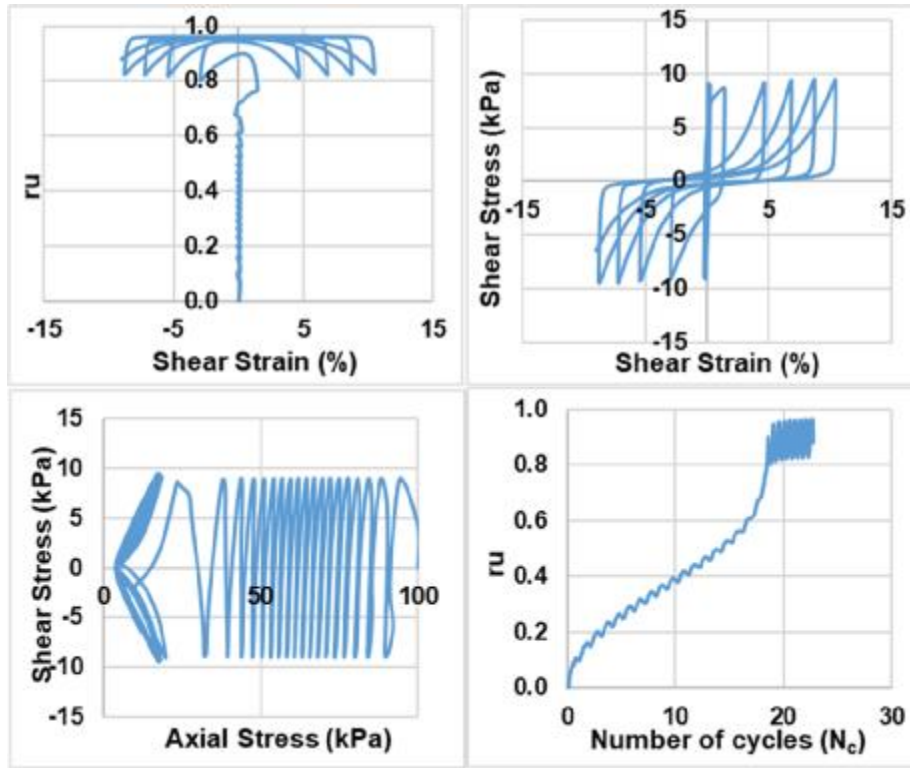 1.0
0.8
0.6
0.4
0.2
0.0
ru
-15 -5 5 15
Shear Strain (%)
15
10
5
0
-5
-10
-15
-15 -5 5 15
Shear Stress (kPa)
Shear Strain (%)
15
10
5
0
-5
-10
-15
0 50 100
Shear Stress (kPa)
Axial Stress (kPa)
1.0
0.8
0.6
0.4
0.2
0.0
ru
0 10 20 30
Number of cycles (Nc)